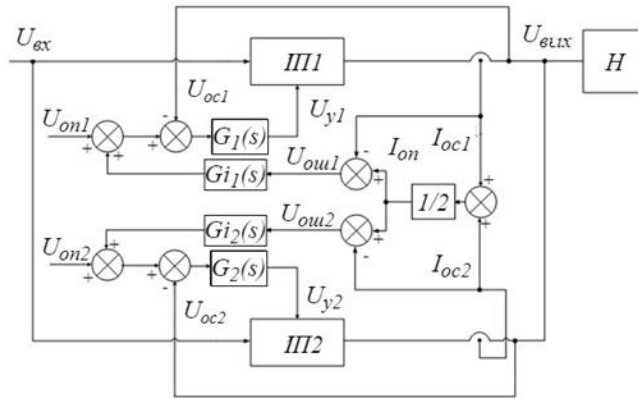 U_вх
U_вых
ИП1
Н
U_ос1
U_оп1
U_у1
G_1(s)
I_оп
I_ос1
U_ош1
Gi_1(s)
1/2
U_ош2
Gi_2(s)
U_оп2
G_2(s)
I_ос2
U_ос2
U_у2
ИП2